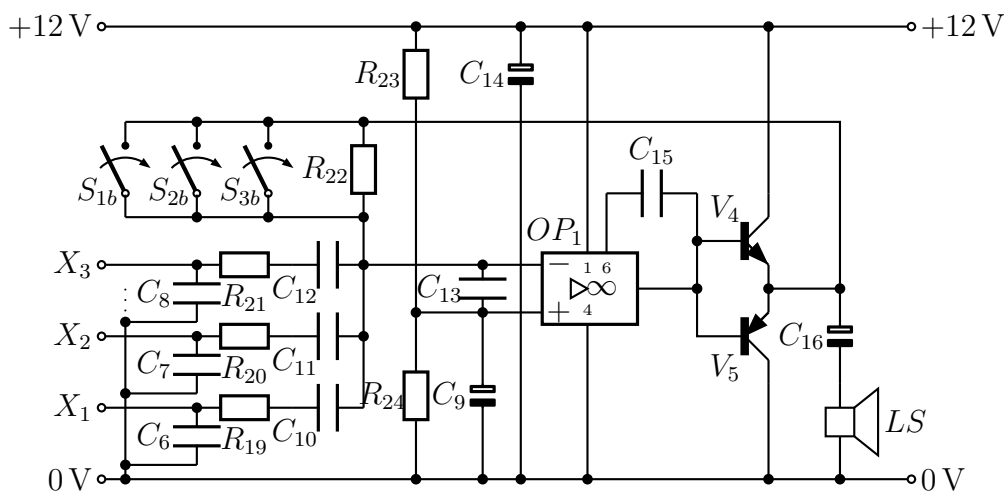 +12 V
+12 V
R23
C14
C15
S1b
S2b
S3b
R22
V4
OP1
X3
− 1 6
C8
R21
C12
C13
▷∞
+ 4
X2
C7
R20
C11
C16
V5
X1
C6
R19
C10
R24
C9
LS
0 V
0 V